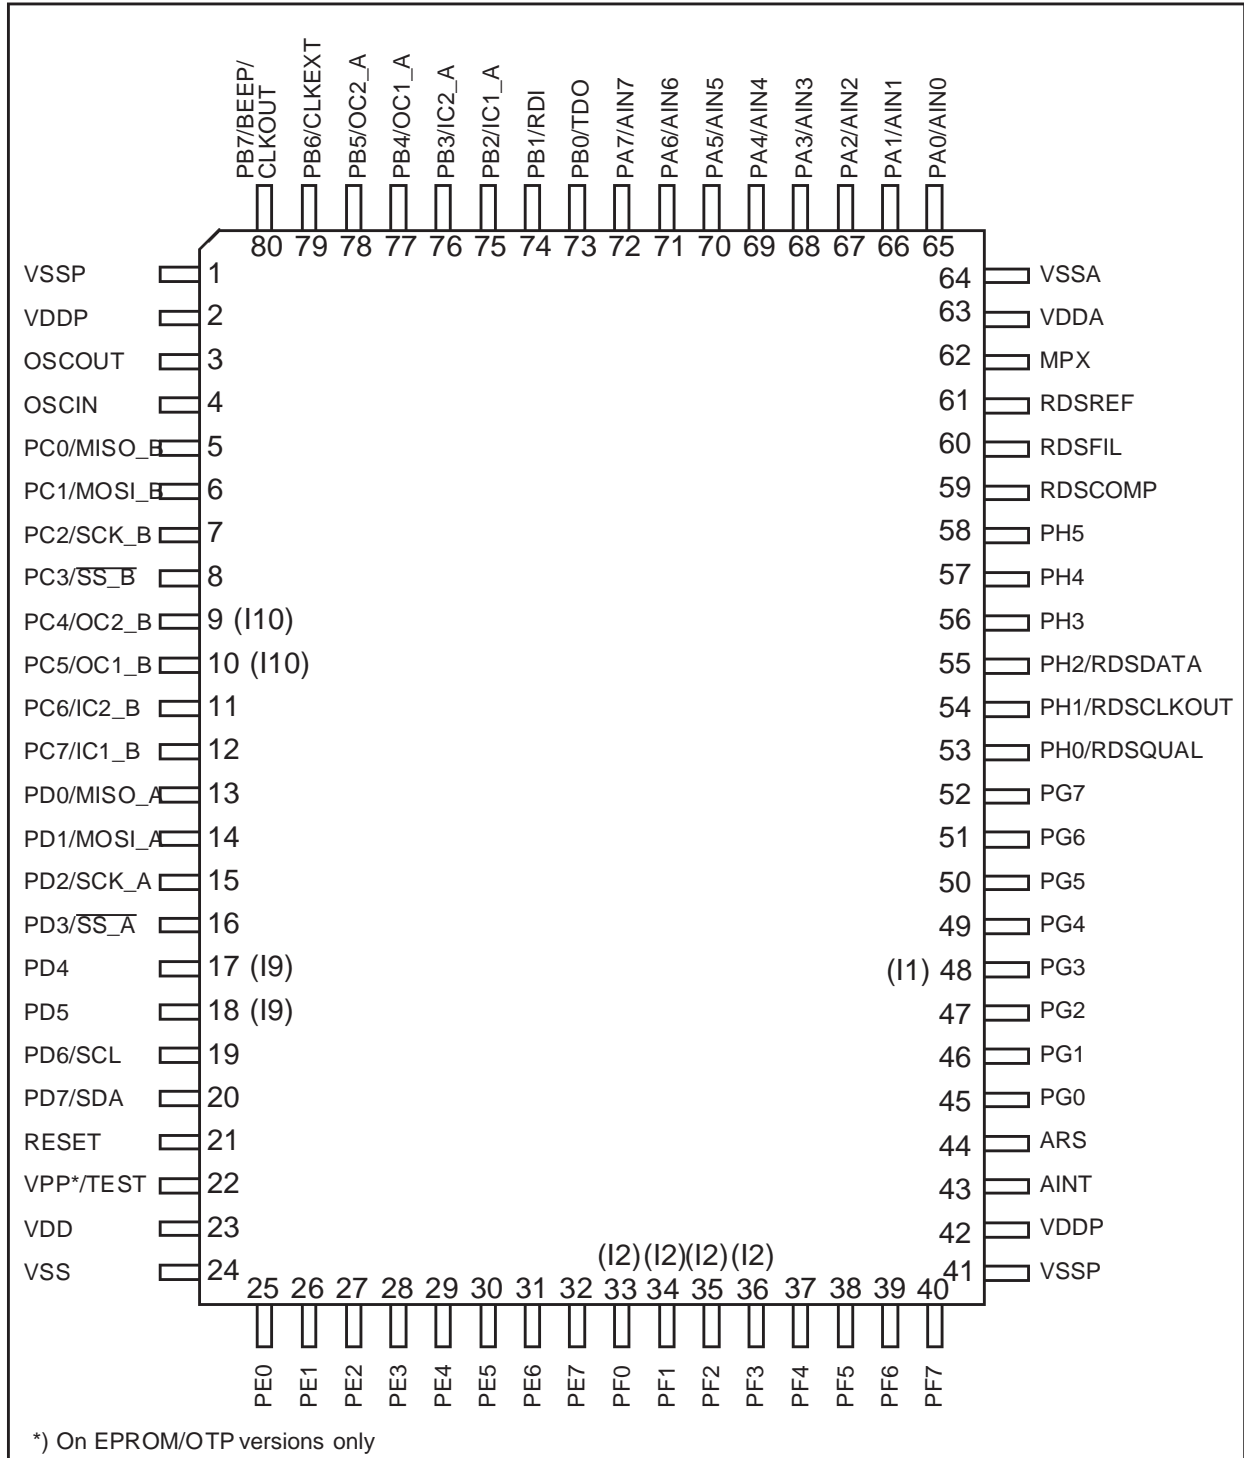 PB7/BEEP/
CLKOUT
PB6/CLKEXT
PB5/OC2_A
PB4/OC1_A
PB3/IC2_A
PB2/IC1_A
PB1/RDI
PB0/TDO
PA7/AIN7
PA6/AIN6
PA5/AIN5
PA4/AIN4
PA3/AIN3
PA2/AIN2
PA1/AIN1
PA0/AIN0
80 79 78 77 76 75 74 73 72 71 70 69 68 67 66 65
VSSP 1
VDDP 2
OSCOUT 3
OSCIN 4
PC0/MISO_B 5
PC1/MOSI_B 6
PC2/SCK_B 7
PC3/SS_B 8
PC4/OC2_B 9 (I10)
PC5/OC1_B 10 (I10)
PC6/IC2_B 11
PC7/IC1_B 12
PD0/MISO_A 13
PD1/MOSI_A 14
PD2/SCK_A 15
PD3/SS_A 16
PD4 17 (I9)
PD5 18 (I9)
PD6/SCL 19
PD7/SDA 20
RESET 21
VPP*/TEST 22
VDD 23
VSS 24
64 VSSA
63 VDDA
62 MPX
61 RDSREF
60 RDSFIL
59 RDSCOMP
58 PH5
57 PH4
56 PH3
55 PH2/RDSDATA
54 PH1/RDSCLKOUT
53 PH0/RDSQUAL
52 PG7
51 PG6
50 PG5
49 PG4
(I1) 48 PG3
47 PG2
46 PG1
45 PG0
44 ARS
43 AINT
42 VDDP
41 VSSP
(I2) (I2) (I2) (I2)
25 26 27 28 29 30 31 32 33 34 35 36 37 38 39 40
PE0
PE1
PE2
PE3
PE4
PE5
PE6
PE7
PF0
PF1
PF2
PF3
PF4
PF5
PF6
PF7
*) On EPROM/OTP versions only